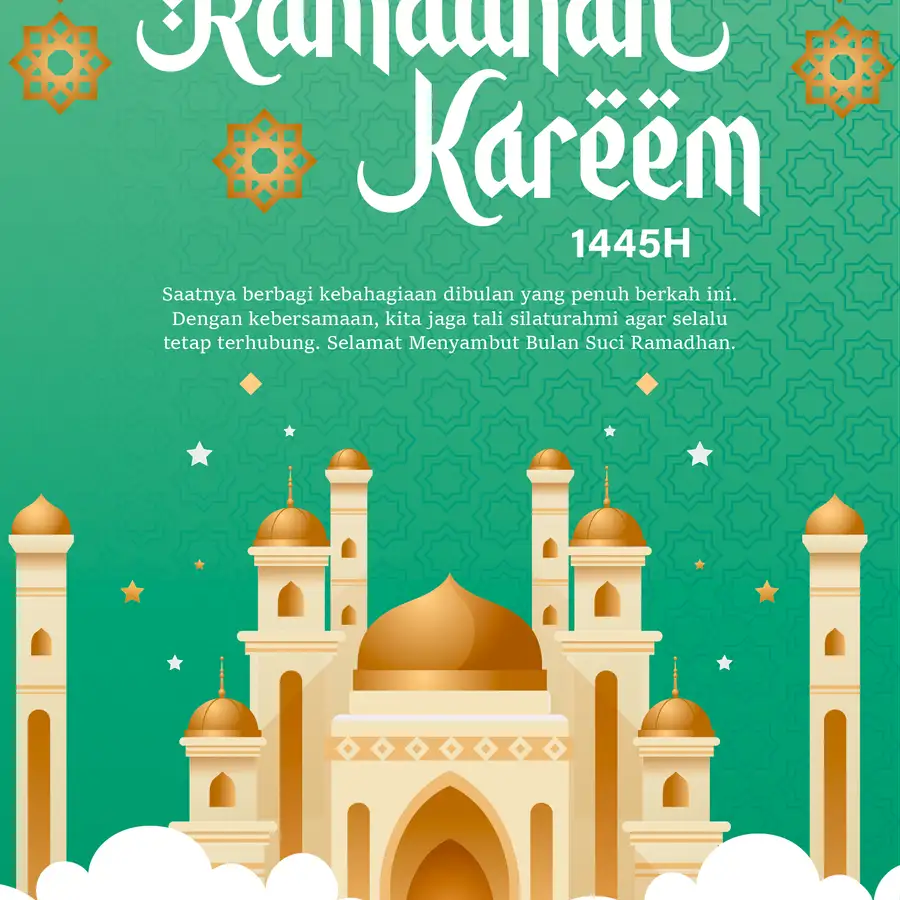 Ramadhan
Karëëm
1445H
Saatnya berbagi kebahagiaan dibulan yang penuh berkah ini.
Dengan kebersamaan, kita jaga tali silaturahmi agar selalu
tetap terhubung. Selamat Menyambut Bulan Suci Ramadhan.